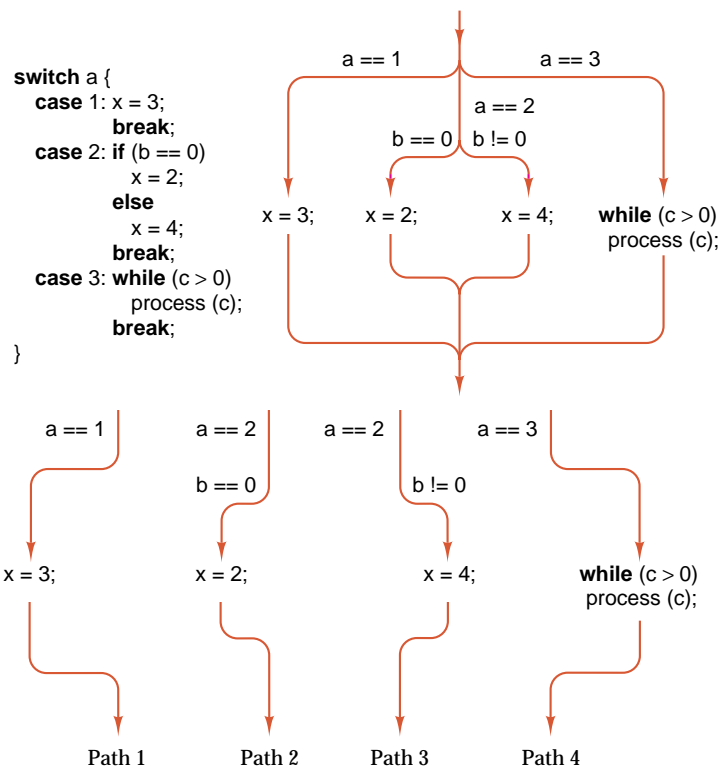 switch a {
case 1: x = 3;
break;
case 2: if (b == 0)
x = 2;
else
x = 4;
break;
case 3: while (c > 0)
process (c);
break;
}
a == 1
a == 3
a == 2
b == 0
b != 0
x = 3;
x = 2;
x = 4;
while (c > 0)
process (c);
a == 1
a == 2
a == 2
a == 3
b == 0
b != 0
x = 3;
x = 2;
x = 4;
while (c > 0)
process (c);
Path 1
Path 2
Path 3
Path 4